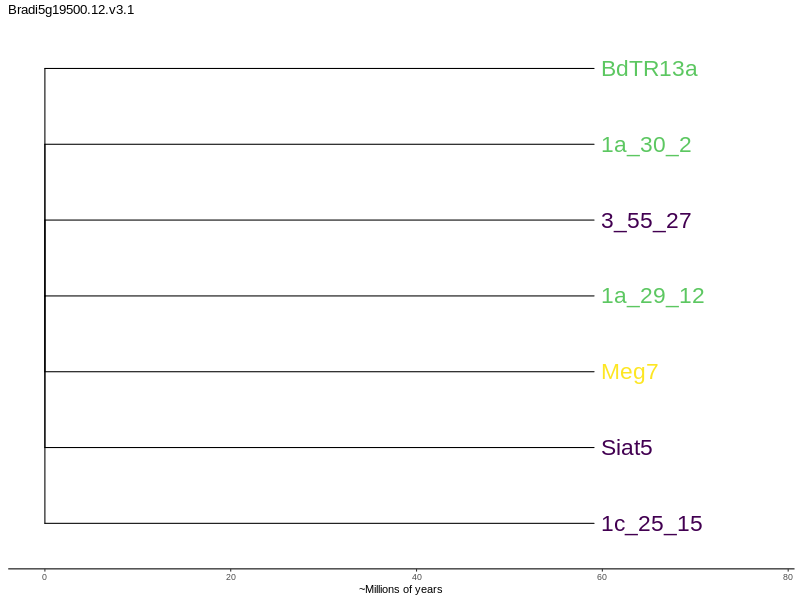 Bradi5g19500.12.v3.1
BdTR13a
1a_30_2
3_55_27
1a_29_12
Meg7
Siat5
1c_25_15
0 20 40 60 80
~Millions of years